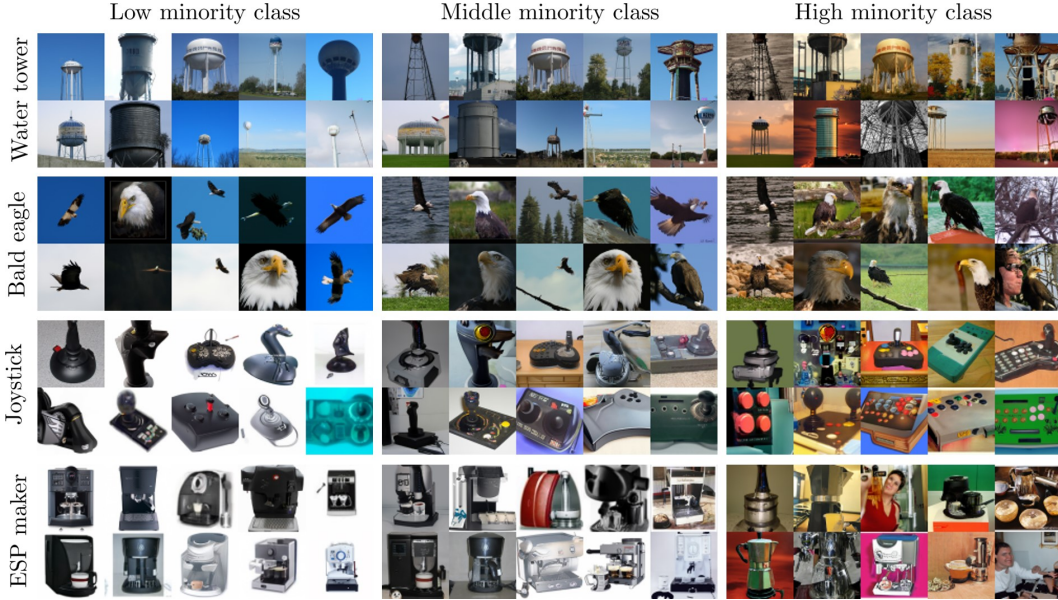 Low minority class
Middle minority class
High minority class
Water tower
Bald eagle
Joystick
ESP maker